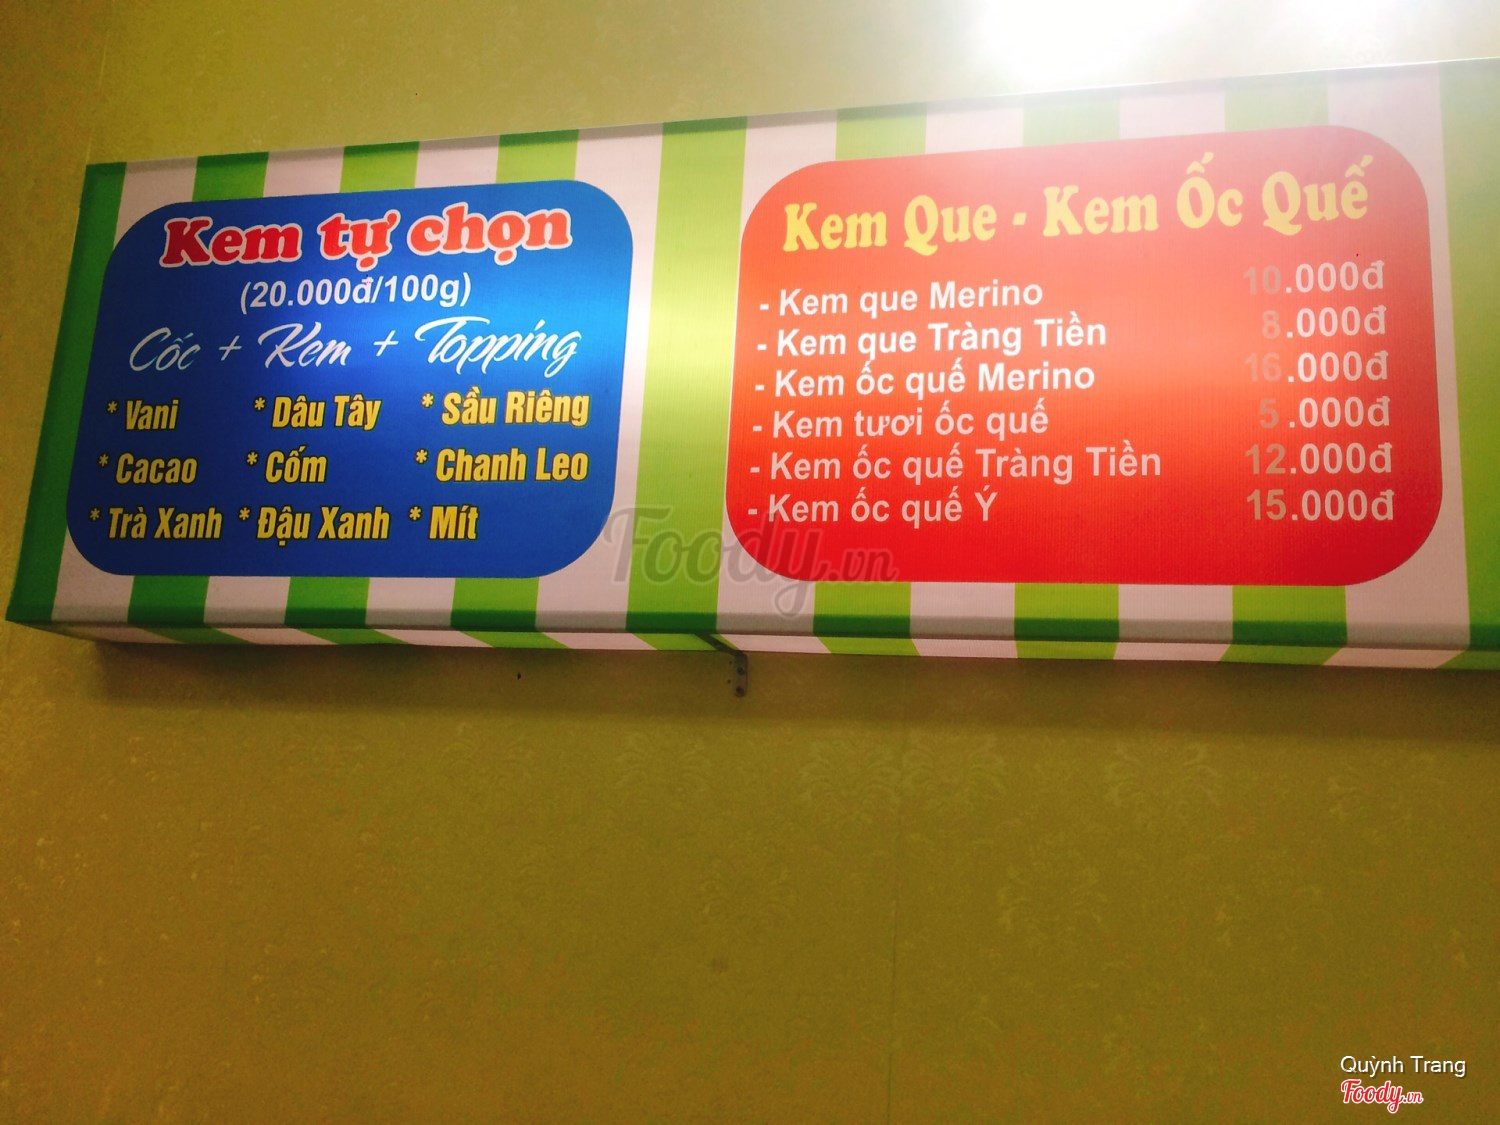 Kem tự chọn
(20.000đ/100g)
Cốc + Kem + Topping
* Vani * Dâu Tây * Sầu Riêng
* Cacao * Cốm * Chanh Leo
* Trà Xanh * Đậu Xanh * Mít
Kem Que - Kem Ốc Quế
- Kem que Merino 10.000đ
- Kem que Tràng Tiền 8.000đ
- Kem ốc quế Merino 16.000đ
- Kem tươi ốc quế 5.000đ
- Kem ốc quế Tràng Tiền 12.000đ
- Kem ốc quế Ý 15.000đ
Foody.vn
Quỳnh Trang
Foody.vn